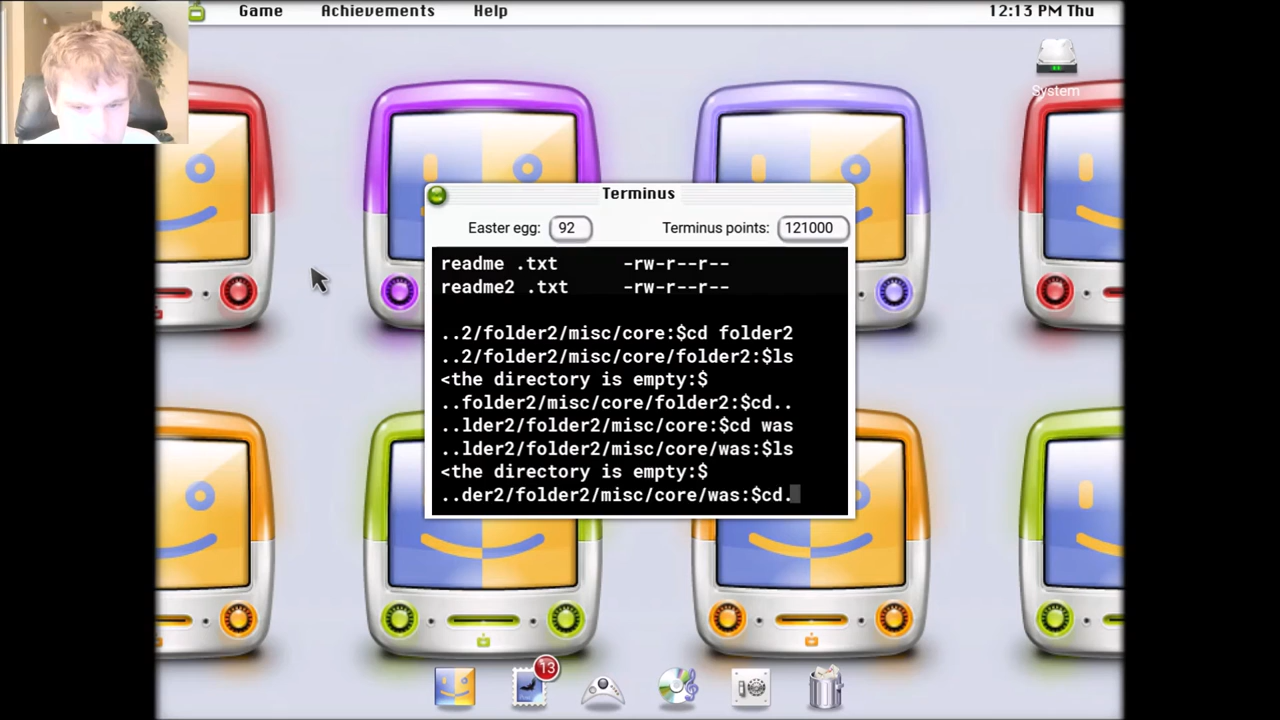 Game Achievements Help 12:13 PM Thu
System
Terminus
Easter egg: 92 Terminus points: 121000
readme .txt -rw-r--r--
readme2 .txt -rw-r--r--
..2/folder2/misc/core:$cd folder2
..2/folder2/misc/core/folder2:$ls
<the directory is empty:$
..folder2/misc/core/folder2:$cd..
..lder2/folder2/misc/core:$cd was
..lder2/folder2/misc/core/was:$ls
<the directory is empty:$
..der2/folder2/misc/core/was:$cd.
13